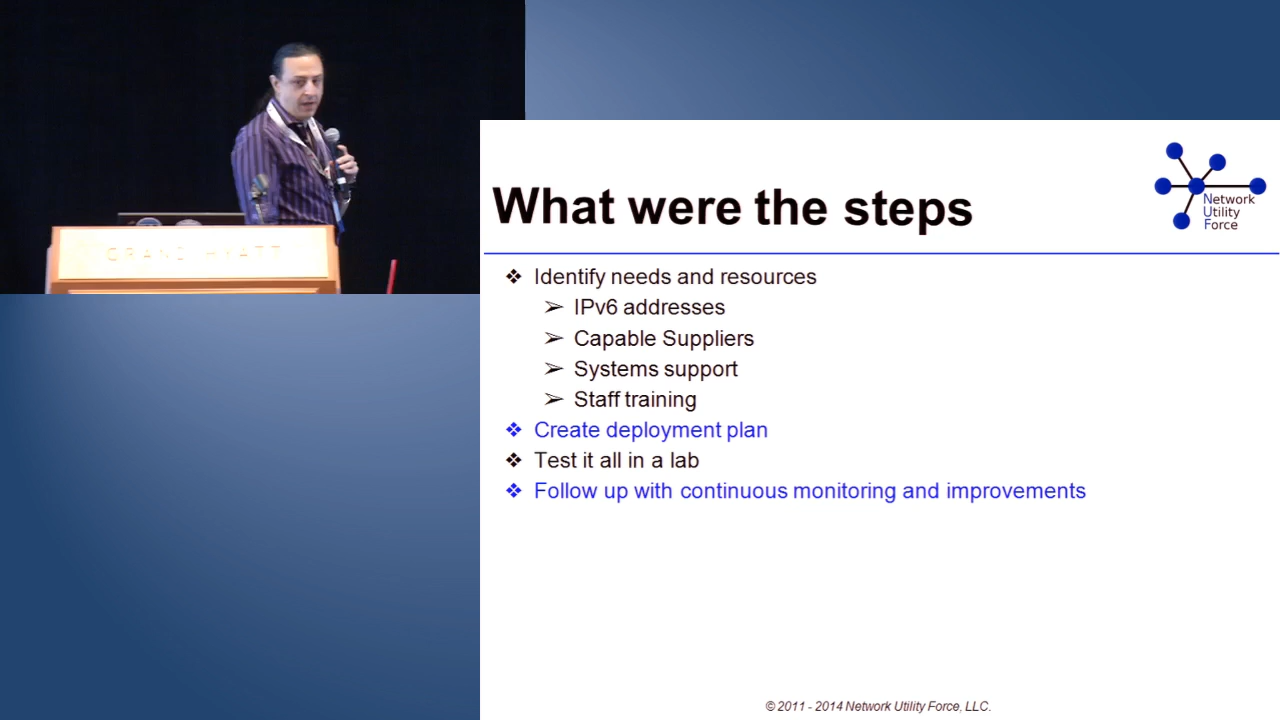 GRAND HYATT
What were the steps
Network
Utility
Force
❖ Identify needs and resources
➢ IPv6 addresses
➢ Capable Suppliers
➢ Systems support
➢ Staff training
❖ Create deployment plan
❖ Test it all in a lab
❖ Follow up with continuous monitoring and improvements
© 2011 - 2014 Network Utility Force, LLC.